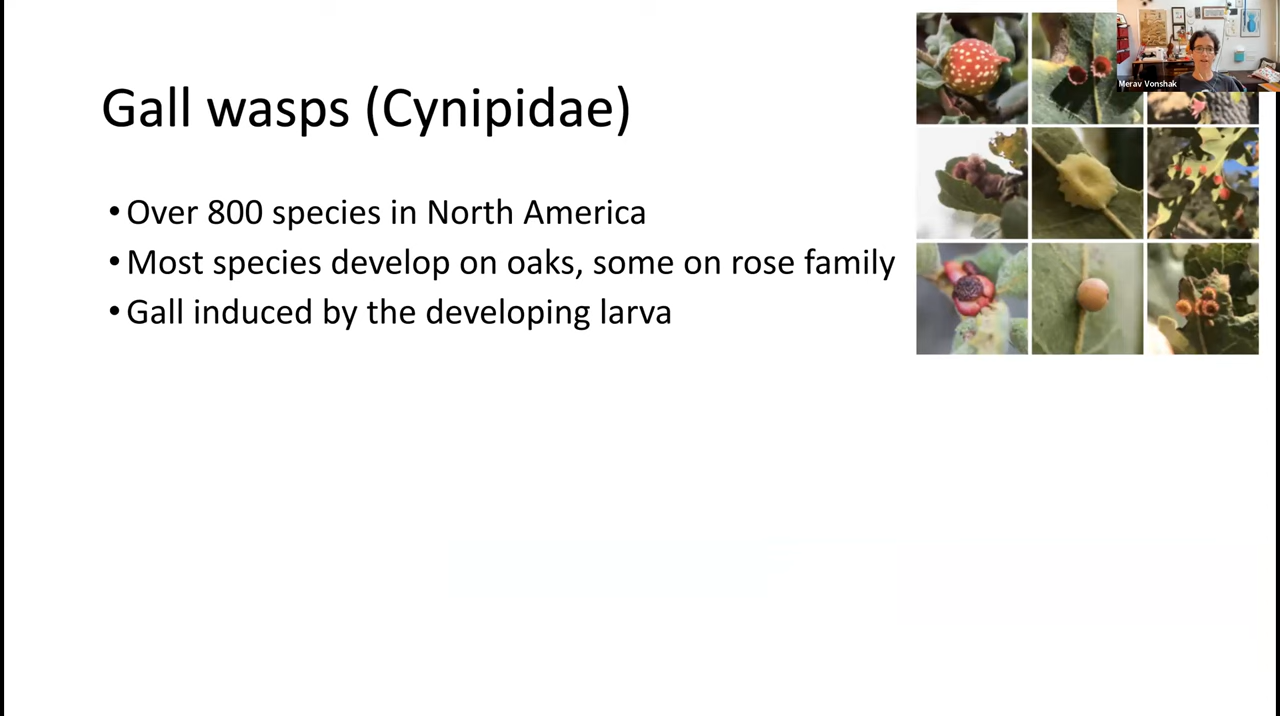 Gall wasps (Cynipidae)
• Over 800 species in North America
• Most species develop on oaks, some on rose family
• Gall induced by the developing larva
Merav Vonshak